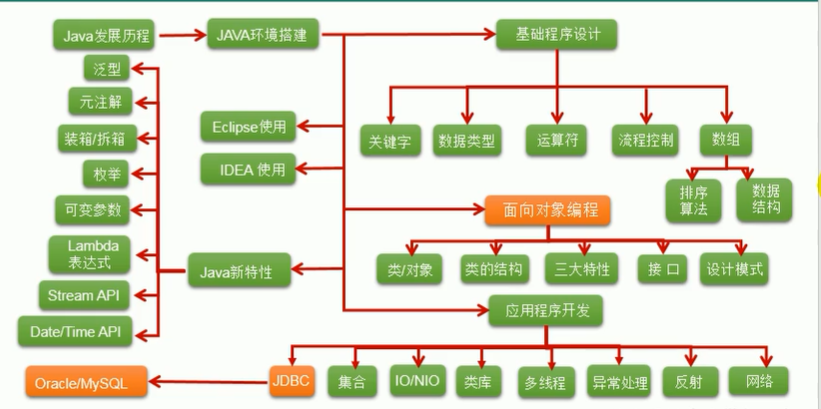 Java发展历程
JAVA环境搭建
基础程序设计
泛型
元注解
装箱/拆箱
枚举
可变参数
Lambda
表达式
Stream API
Date/Time API
Eclipse使用
IDEA 使用
Java新特性
关键字
数据类型
运算符
流程控制
数组
排序
算法
数据
结构
面向对象编程
类/对象
类的结构
三大特性
接 口
设计模式
应用程序开发
Oracle/MySQL
JDBC
集合
IO/NIO
类库
多线程
异常处理
反射
网络